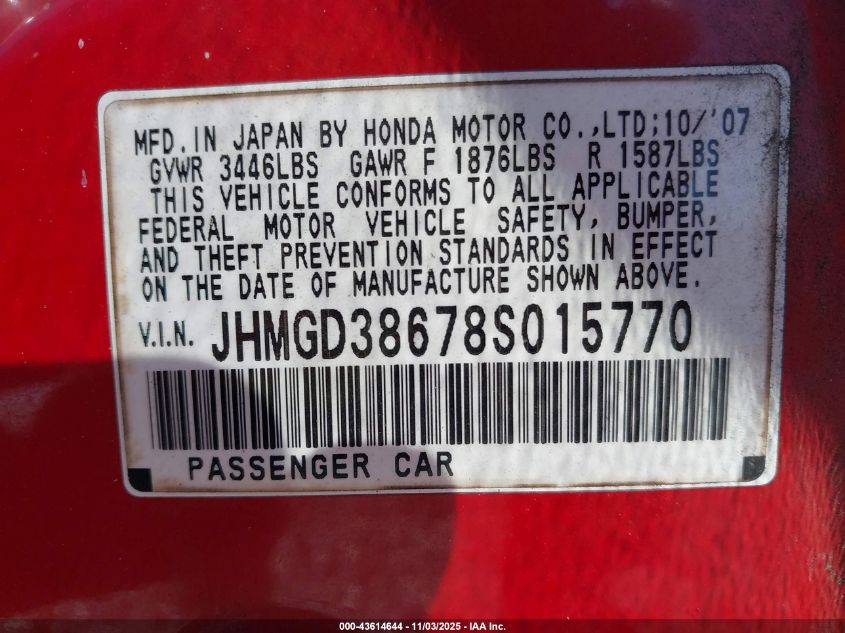 MFD.IN JAPAN BY HONDA MOTOR CO.,LTD;10/'07
GVWR 3446LBS GAWR F 1876LBS R 1587LBS
THIS VEHICLE CONFORMS TO ALL APPLICABLE
FEDERAL MOTOR VEHICLE SAFETY, BUMPER,
AND THEFT PREVENTION STANDARDS IN EFFECT
ON THE DATE OF MANUFACTURE SHOWN ABOVE.
V.I.N. JHMGD38678S015770
PASSENGER CAR
000-43614644 - 11/03/2025 - IAA Inc.